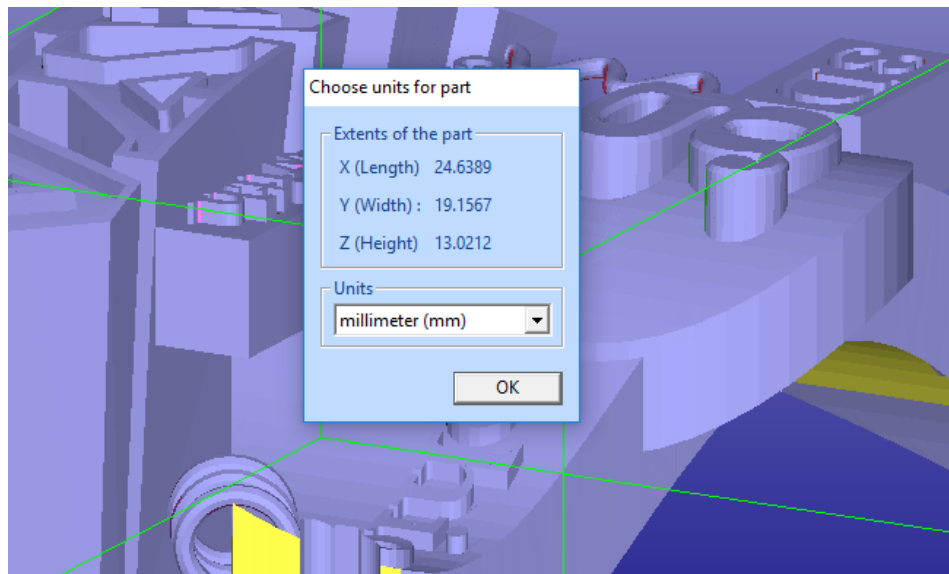 Choose units for part
Extents of the part
X (Length) 24.6389
Y (Width) : 19.1567
Z (Height) 13.0212
Units
millimeter (mm)
OK